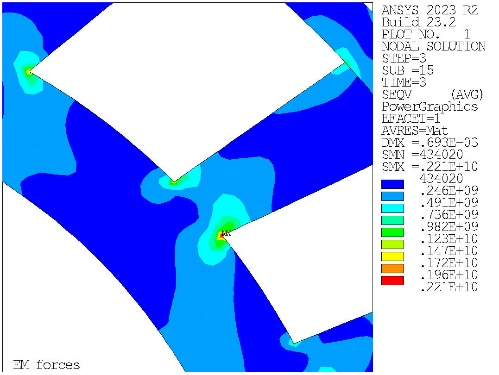 ANSYS 2023 R2
Build 23.2
PLOT NO. 1
NODAL SOLUTION
STEP=3
SUB =15
TIME=3
SEQV (AVG)
PowerGraphics
EFACET=1
AVRES=Mat
DMX =.693E-03
SMN =434020
SMX =.221E+10
434020
.246E+09
.491E+09
.736E+09
.982E+09
.123E+10
.147E+10
.172E+10
.196E+10
.221E+10
EM forces